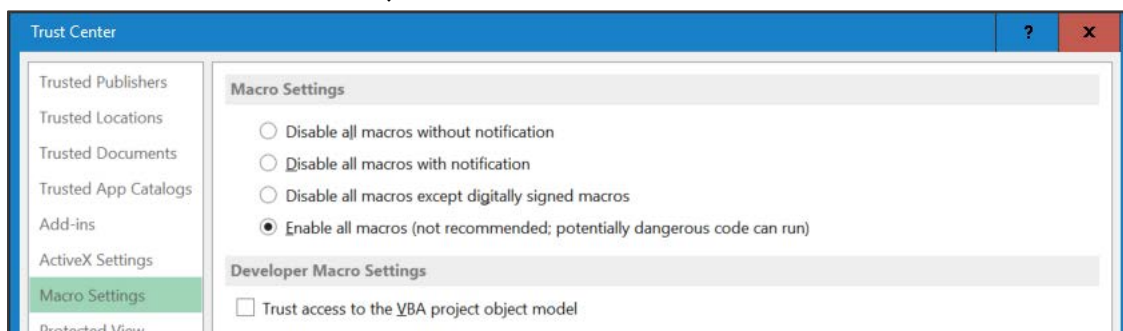 Trust Center
? x
Trusted Publishers
Trusted Locations
Trusted Documents
Trusted App Catalogs
Add-ins
ActiveX Settings
Macro Settings
Protected View
Macro Settings
Disable all macros without notification
Disable all macros with notification
Disable all macros except digitally signed macros
Enable all macros (not recommended; potentially dangerous code can run)
Developer Macro Settings
Trust access to the VBA project object model